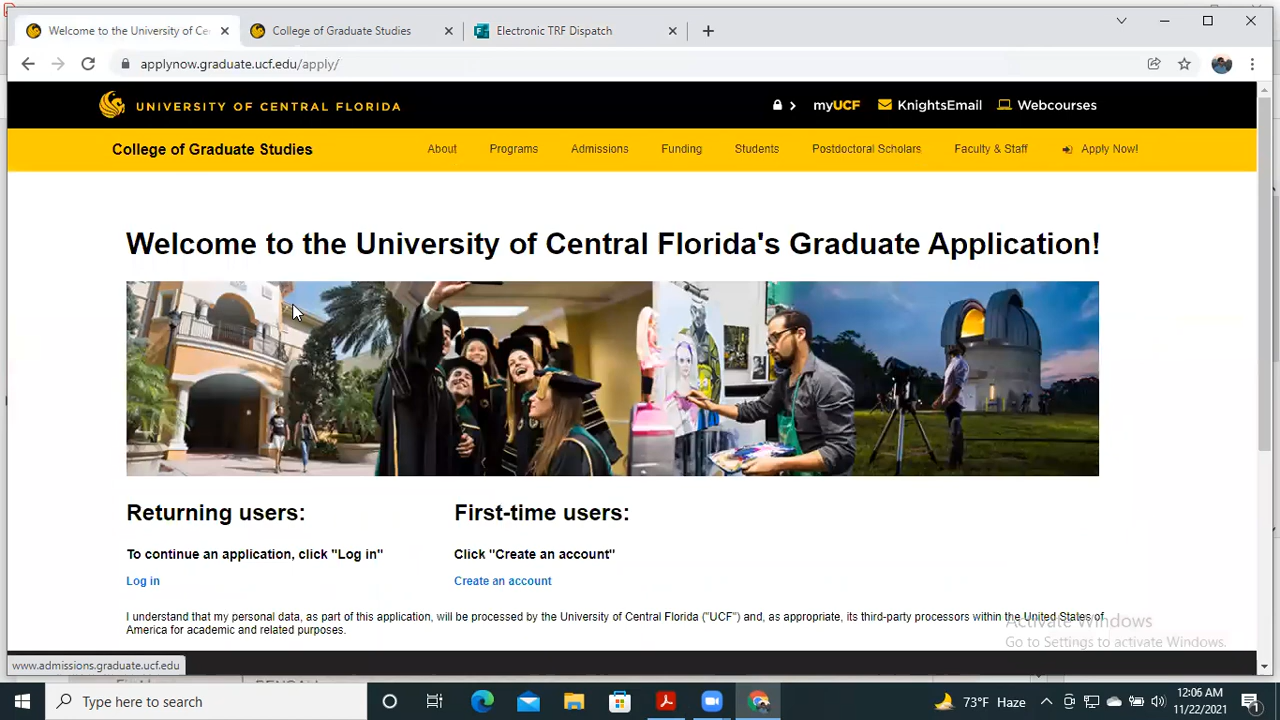 Welcome to the University of Ce
College of Graduate Studies
Electronic TRF Dispatch
applynow.graduate.ucf.edu/apply/
UNIVERSITY OF CENTRAL FLORIDA
myUCF
KnightsEmail
Webcourses
College of Graduate Studies
About
Programs
Admissions
Funding
Students
Postdoctoral Scholars
Faculty & Staff
Apply Now!
Welcome to the University of Central Florida's Graduate Application!
Returning users:
First-time users:
To continue an application, click "Log in"
Click "Create an account"
Log in
Create an account
I understand that my personal data, as part of this application, will be processed by the University of Central Florida ("UCF") and, as appropriate, its third-party processors within the United States of
America for academic and related purposes.
Activate Windows
Go to Settings to activate Windows.
www.admissions.graduate.ucf.edu
Type here to search
73°F Haze
12:06 AM
11/22/2021
1